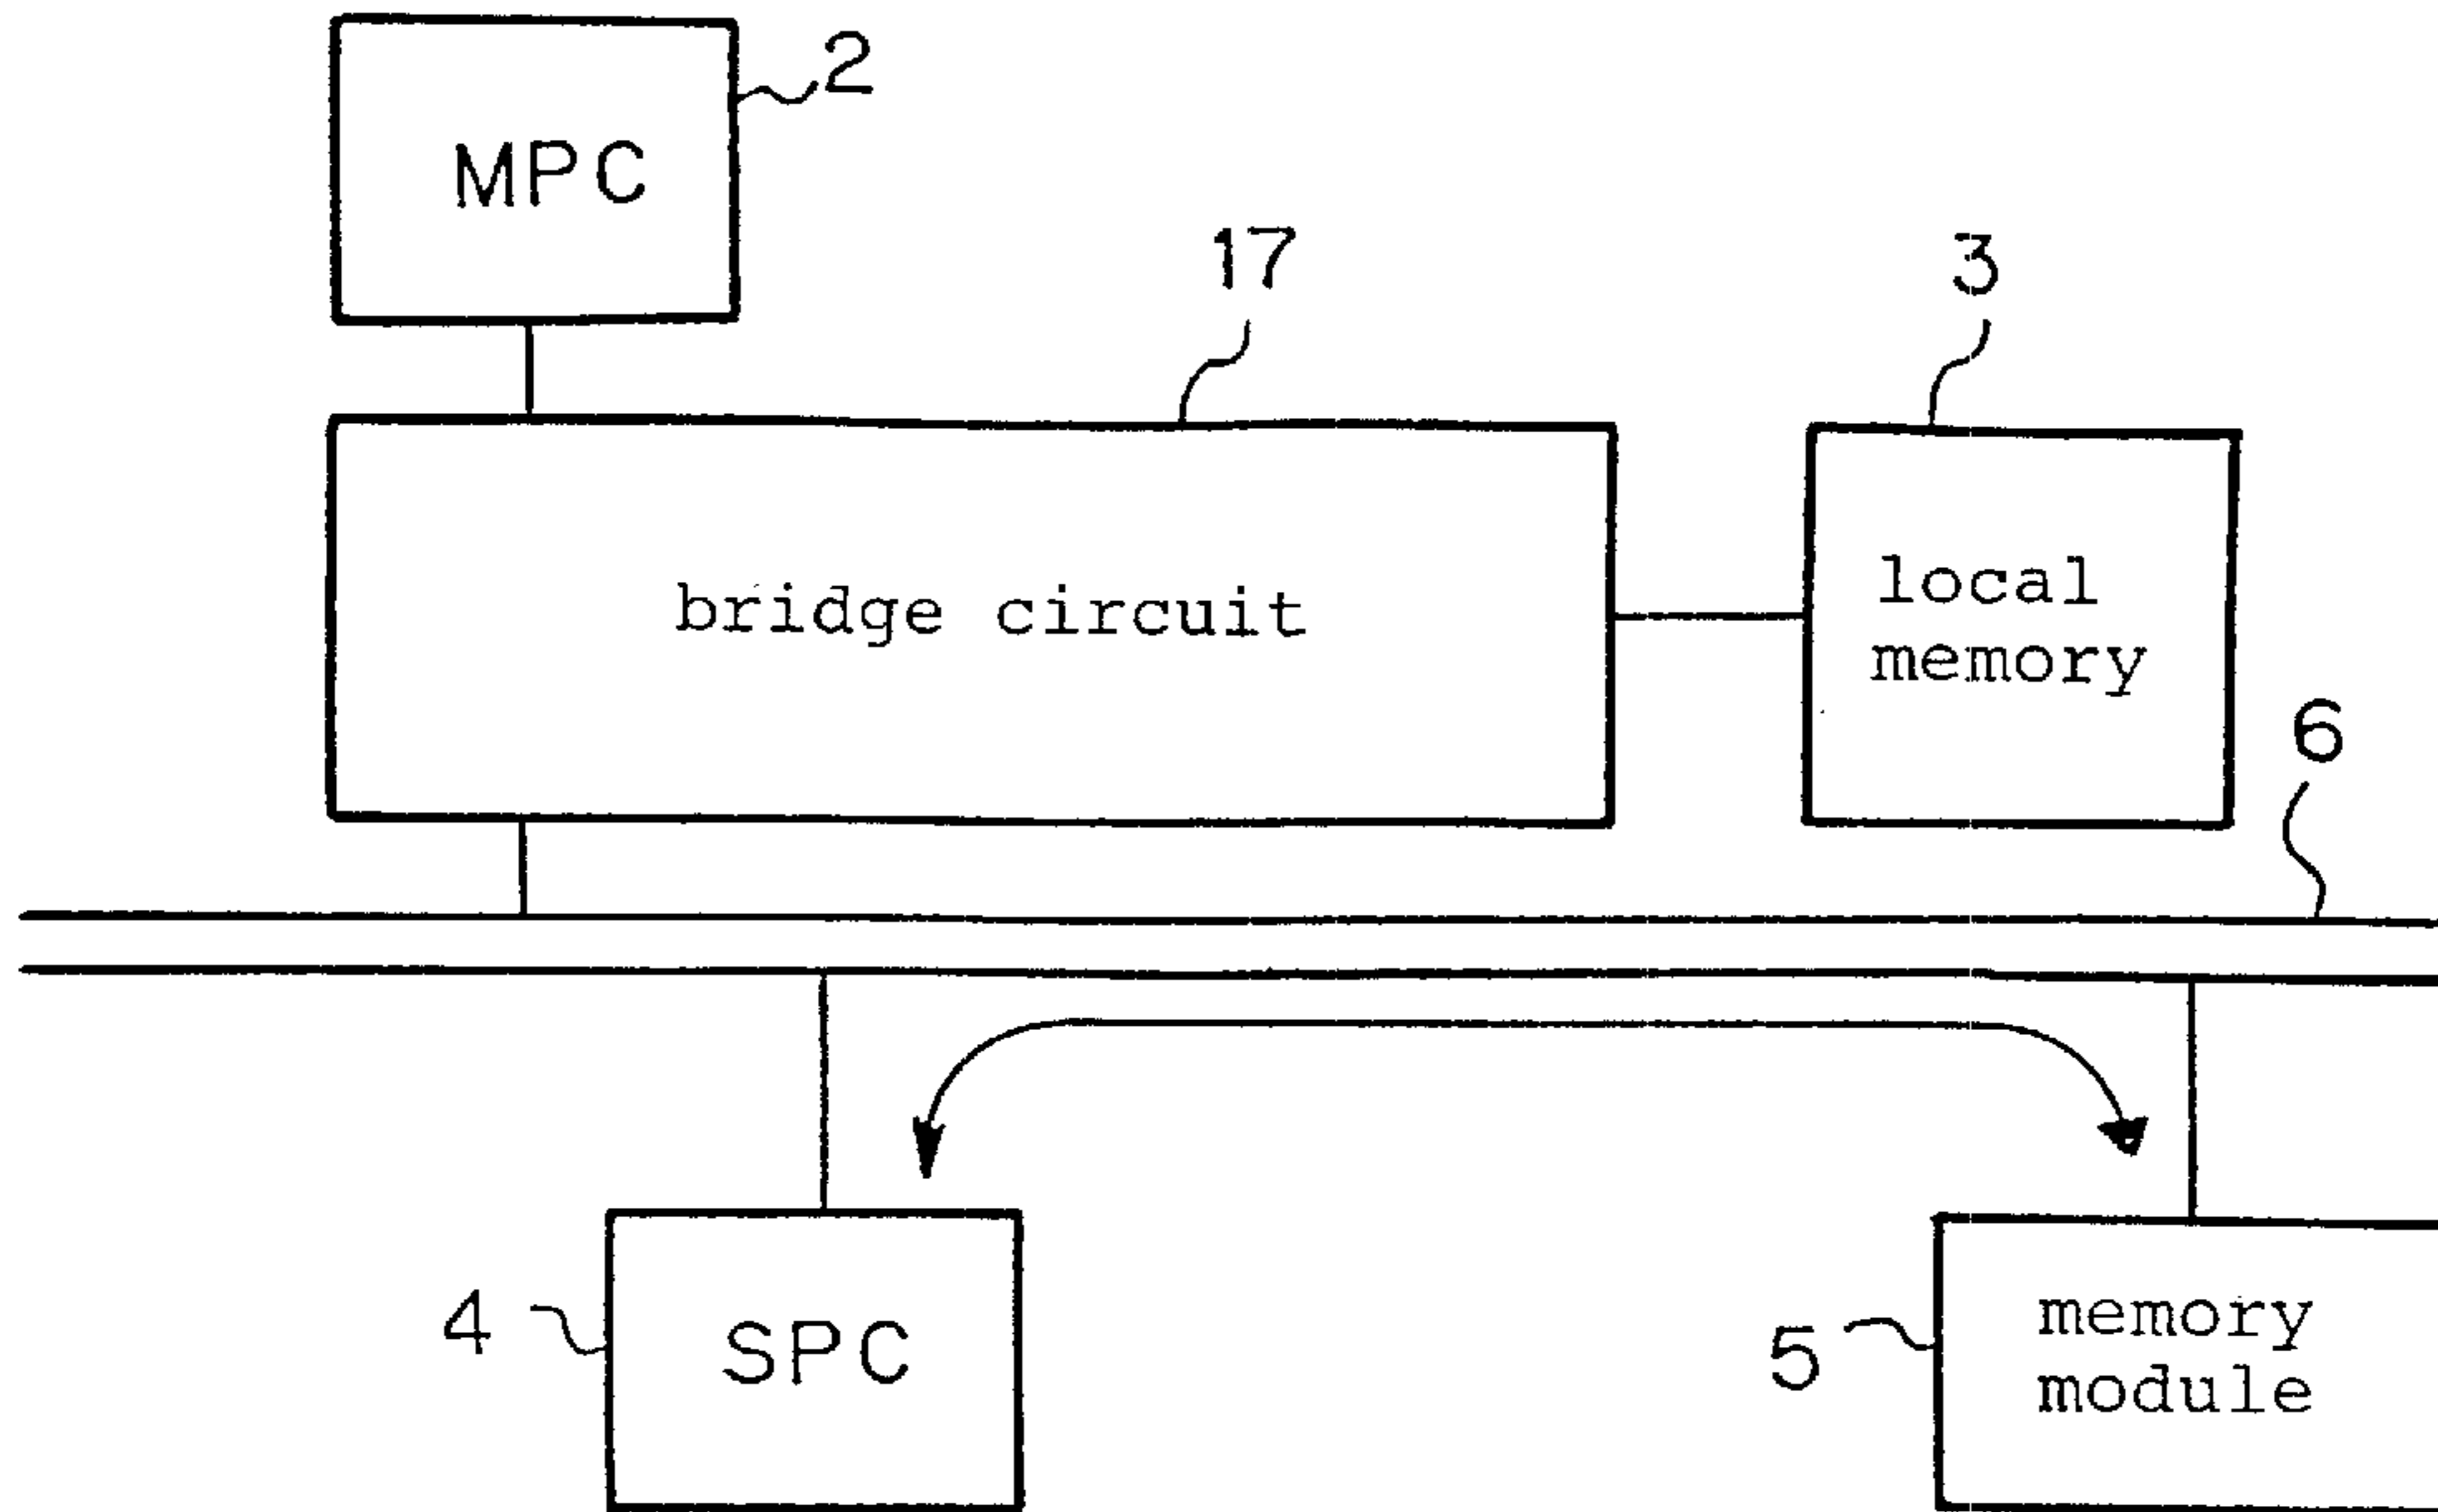 2
MPC
17
3
bridge circuit
local
memory
6
4
SPC
5
memory
module